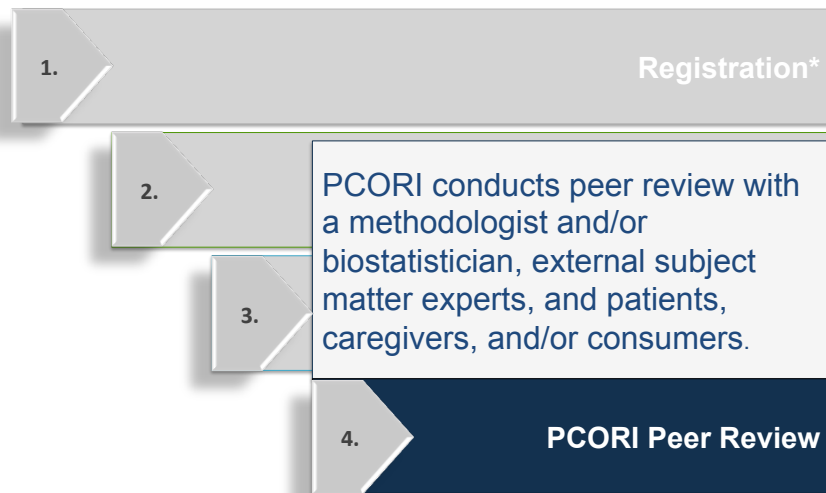 1.
Registration*
2.
PCORI conducts peer review with
a methodologist and/or
biostatistician, external subject
matter experts, and patients,
caregivers, and/or consumers.
3.
4.
PCORI Peer Review